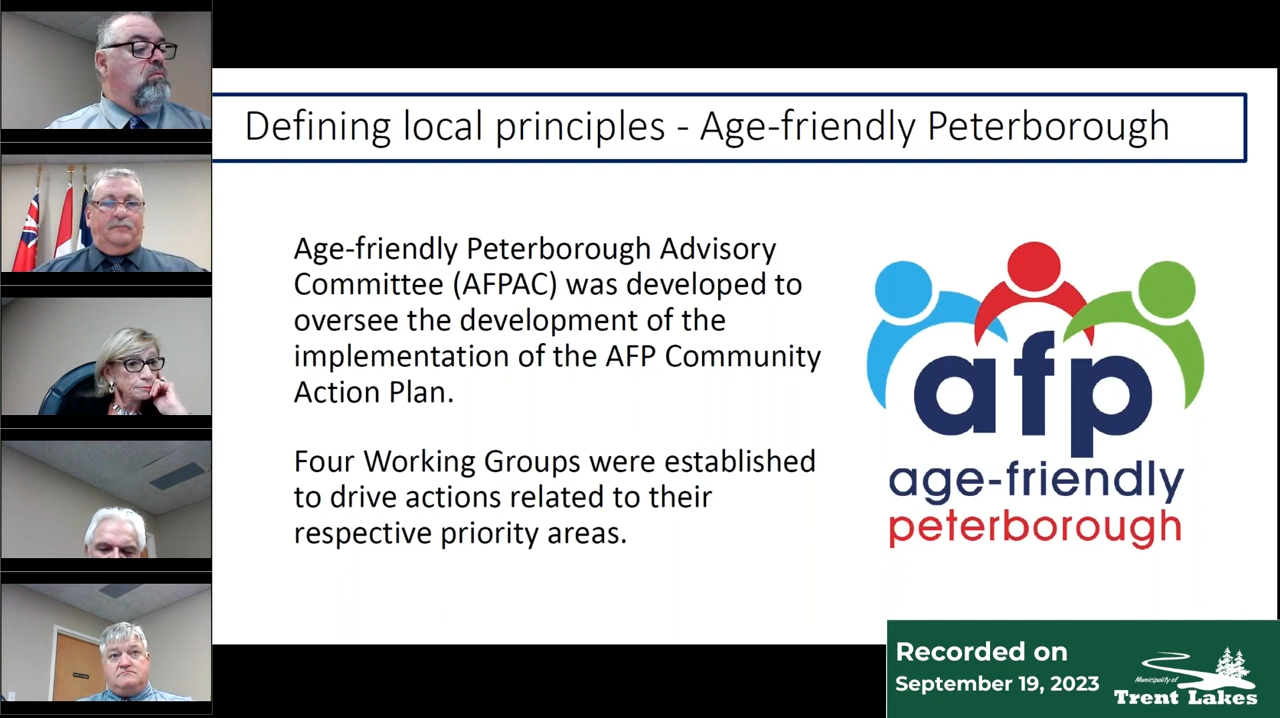 Defining local principles - Age-friendly Peterborough
Age-friendly Peterborough Advisory
Committee (AFPAC) was developed to
oversee the development of the
implementation of the AFP Community
Action Plan.
Four Working Groups were established
to drive actions related to their
respective priority areas.
afp
age-friendly
peterborough
Recorded on
September 19, 2023
Municipality of
Trent Lakes